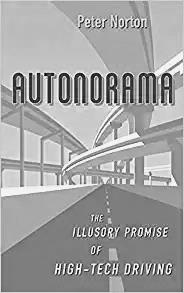 Peter Norton
AUTONORAMA
THE
ILLUSORY PROMISE
OF
HIGH-TECH DRIVING